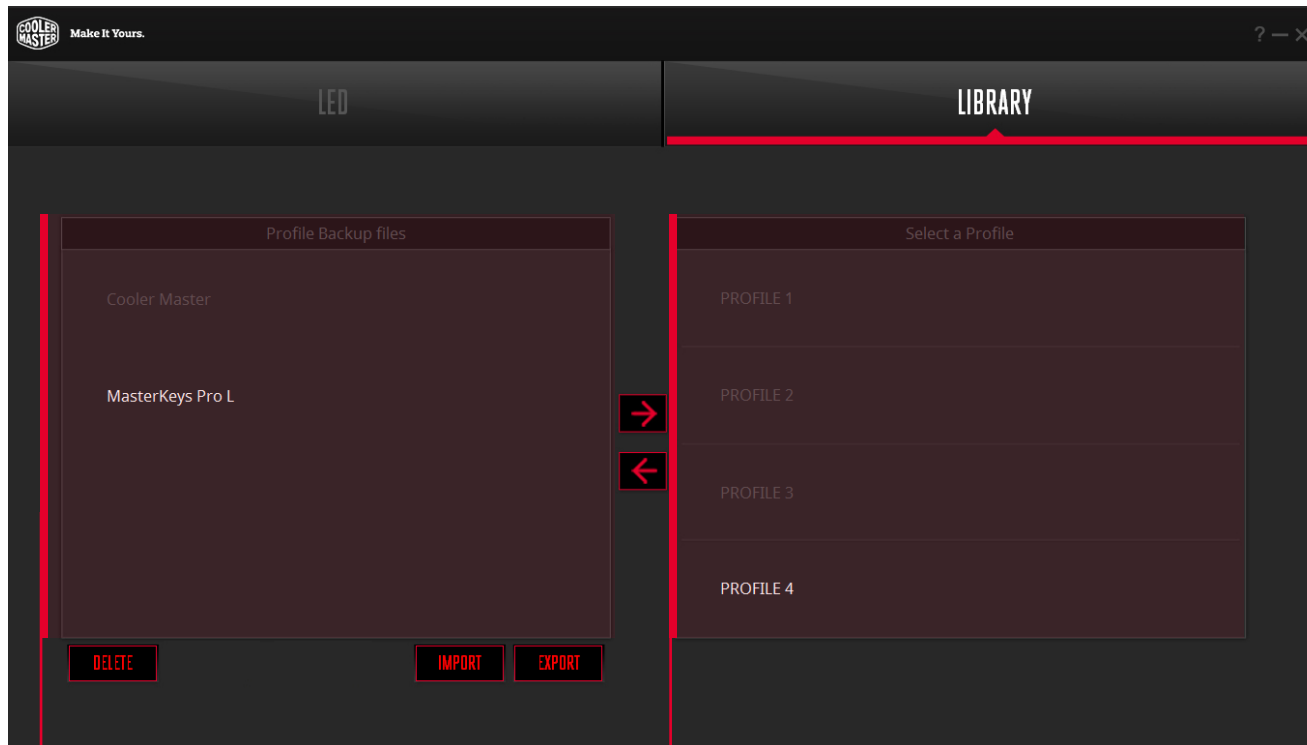 COOLER MASTER Make It Yours. ?
LED LIBRARY
Profile Backup files
Cooler Master
MasterKeys Pro L
DELETE IMPORT EXPORT
Select a Profile
PROFILE 1
PROFILE 2
PROFILE 3
PROFILE 4